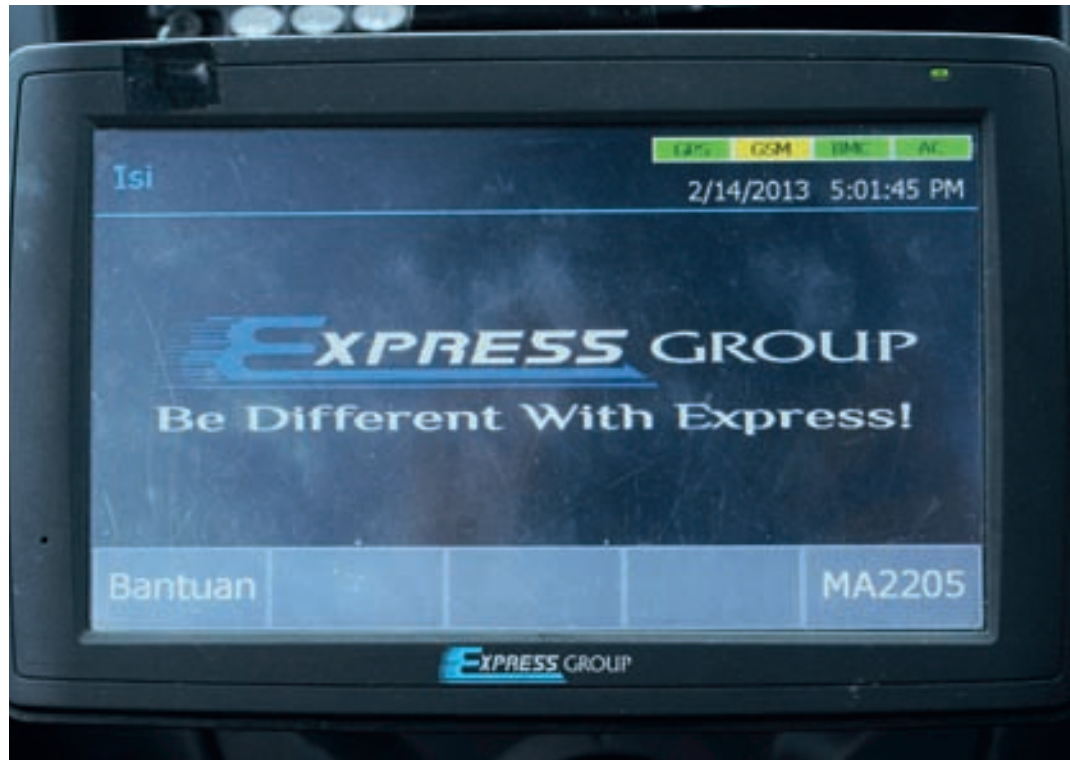 GPS GSM BMC AC
Isi
2/14/2013 5:01:45 PM
EXPRESS GROUP
Be Different With Express!
Bantuan MA2205
EXPRESS GROUP